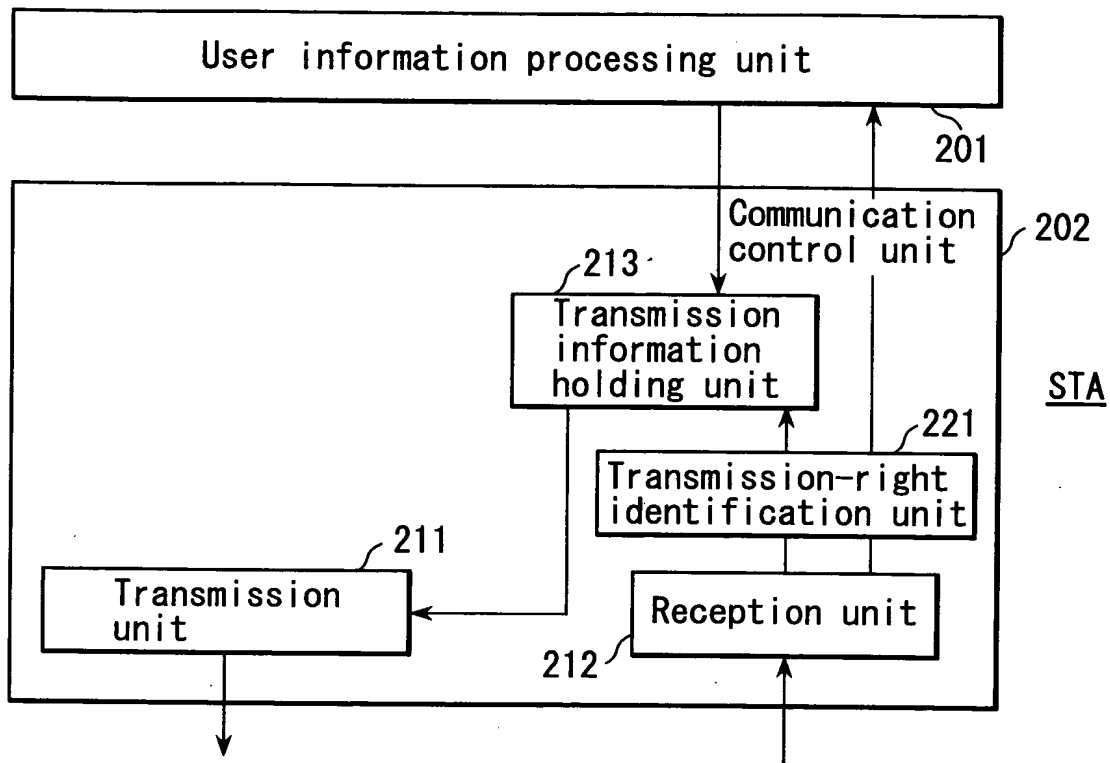 User information processing unit
201
Communication
control unit
202
213
Transmission
information
holding unit
STA
221
Transmission-right
identification unit
211
Transmission
unit
Reception unit
212